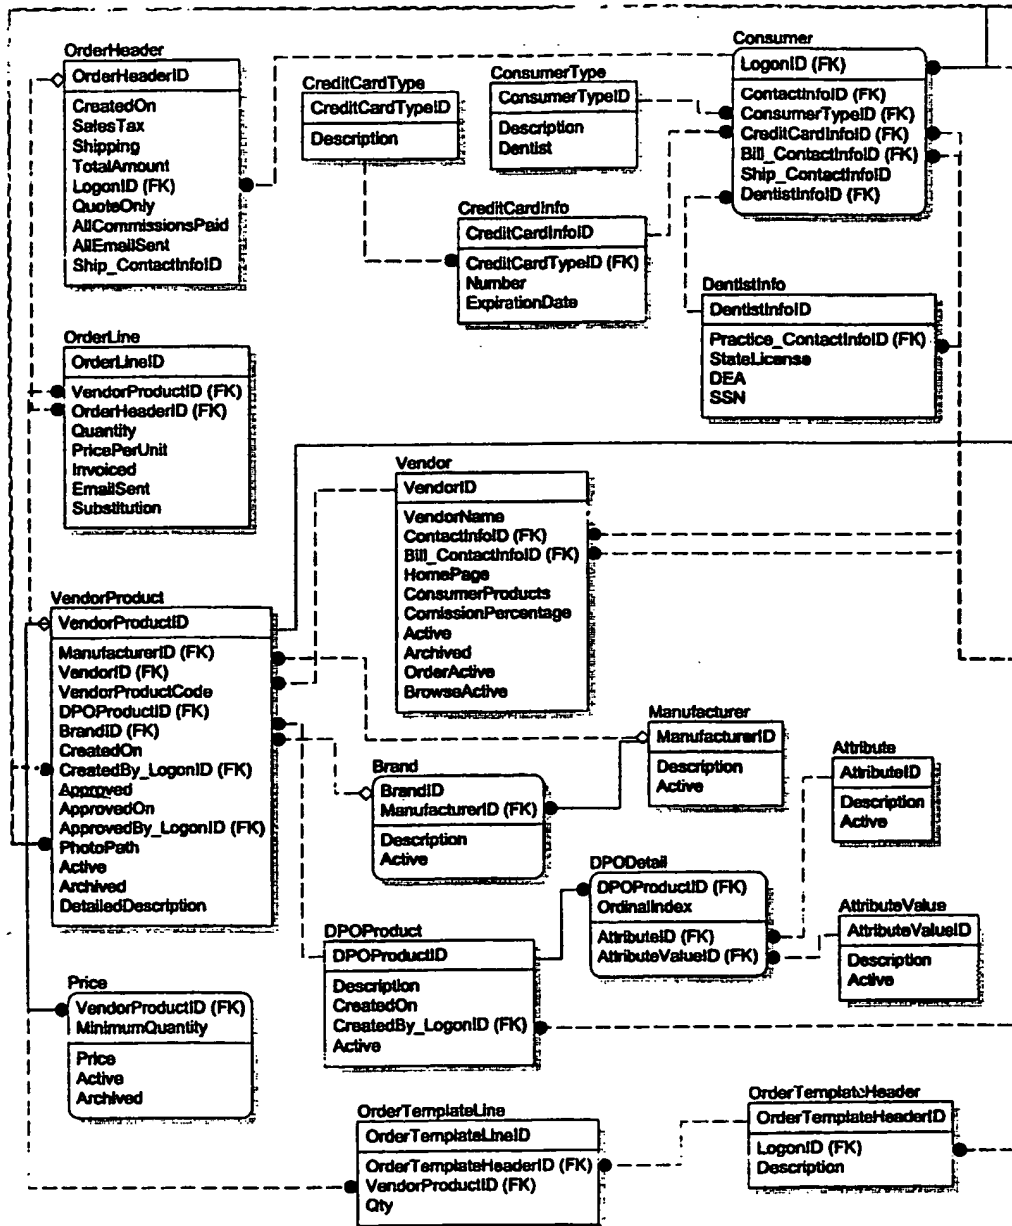 OrderHeader
OrderHeaderID
CreatedOn
SalesTax
Shipping
TotalAmount
LogonID (FK)
QuoteOnly
AllCommissionsPaid
AllEmailSent
Ship_ContactInfoID
CreditCardType
CreditCardTypeID
Description
ConsumerType
ConsumerTypeID
Description
Dentist
Consumer
LogonID (FK)
ContactInfoID (FK)
ConsumerTypeID (FK)
CreditCardInfoID (FK)
Bill_ContactInfoID (FK)
Ship_ContactInfoID
DentistInfoID (FK)
CreditCardInfo
CreditCardInfoID
CreditCardTypeID (FK)
Number
ExpirationDate
DentistInfo
DentistInfoID
Practice_ContactInfoID (FK)
StateLicense
DEA
SSN
OrderLine
OrderLineID
VendorProductID (FK)
OrderHeaderID (FK)
Quantity
PricePerUnit
Invoiced
EmailSent
Substitution
Vendor
VendorID
VendorName
ContactInfoID (FK)
Bill_ContactInfoID (FK)
HomePage
ConsumerProducts
ComissionPercentage
Active
Archived
OrderActive
BrowseActive
VendorProduct
VendorProductID
ManufacturerID (FK)
VendorID (FK)
VendorProductCode
DPOProductID (FK)
BrandID (FK)
CreatedOn
CreatedBy_LogonID (FK)
Approved
ApprovedOn
ApprovedBy_LogonID (FK)
PhotoPath
Active
Archived
DetailedDescription
Manufacturer
ManufacturerID
Description
Active
Brand
BrandID
ManufacturerID (FK)
Description
Active
Attribute
AttributeID
Description
Active
DPODetail
DPOProductID (FK)
OrdinalIndex
AttributeID (FK)
AttributeValueID (FK)
AttributeValue
AttributeValueID
Description
Active
DPOProduct
DPOProductID
Description
CreatedOn
CreatedBy_LogonID (FK)
Active
Price
VendorProductID (FK)
MinimumQuantity
Price
Active
Archived
OrderTemplateLine
OrderTemplateLineID
OrderTemplateHeaderID (FK)
VendorProductID (FK)
Qty
OrderTemplateHeader
OrderTemplateHeaderID
LogonID (FK)
Description